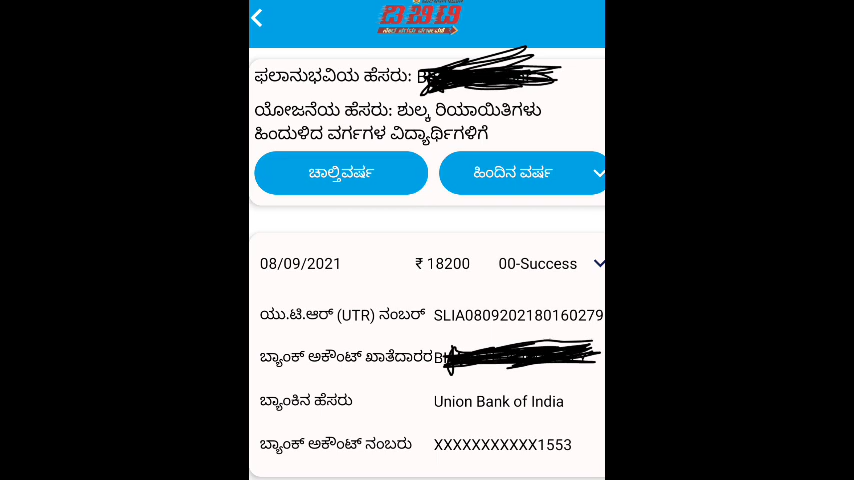 ಡಿ ಬಿ ಟಿ
ಫಲಾನುಭವಿಯ ಹೆಸರು:
ಯೋಜನೆಯ ಹೆಸರು: ಶುಲ್ಕ ರಿಯಾಯಿತಿಗಳು
ಹಿಂದುಳಿದ ವರ್ಗಗಳ ವಿದ್ಯಾರ್ಥಿಗಳಿಗೆ
ಚಾಲ್ತಿವರ್ಷ ಹಿಂದಿನ ವರ್ಷ
08/09/2021 ₹ 18200 00-Success
ಯು.ಟಿ.ಆರ್ (UTR) ನಂಬರ್ SLIA0809202180160279
ಬ್ಯಾಂಕ್ ಅಕೌಂಟ್ ಖಾತೆದಾರರ
ಬ್ಯಾಂಕಿನ ಹೆಸರು Union Bank of India
ಬ್ಯಾಂಕ್ ಅಕೌಂಟ್ ನಂಬರು XXXXXXXXXXX1553